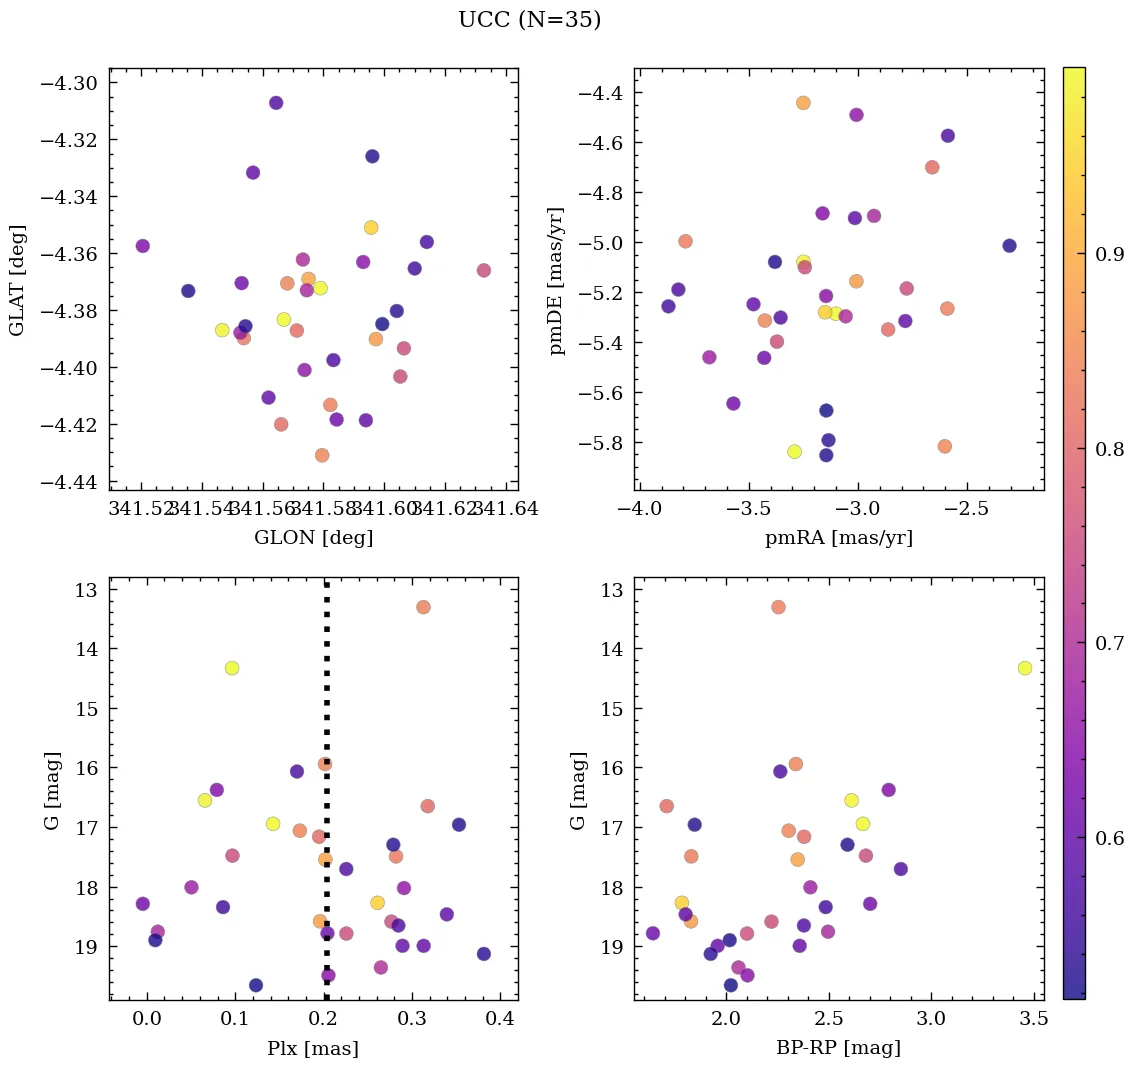 UCC (N=35)
−4.30
−4.32
−4.34
−4.36
−4.38
−4.40
−4.42
−4.44
GLAT [deg]
341.52 341.54 341.56 341.58 341.60 341.62 341.64
GLON [deg]
−4.4
−4.6
−4.8
−5.0
−5.2
−5.4
−5.6
−5.8
pmDE [mas/yr]
−4.0 −3.5 −3.0 −2.5
pmRA [mas/yr]
13
14
15
16
17
18
19
G [mag]
0.0 0.1 0.2 0.3 0.4
Plx [mas]
13
14
15
16
17
18
19
G [mag]
2.0 2.5 3.0 3.5
BP-RP [mag]
0.9
0.8
0.7
0.6